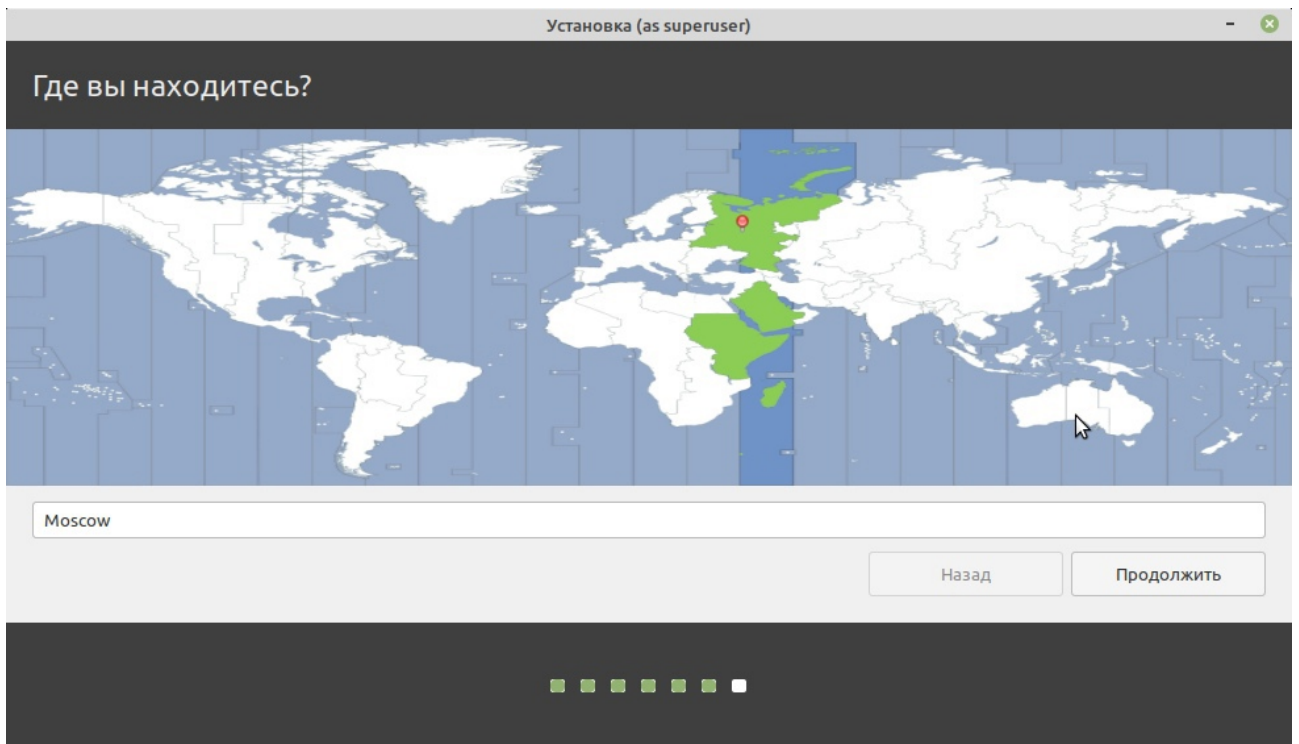 Установка (as superuser)
Где вы находитесь?
Moscow
Назад
Продолжить